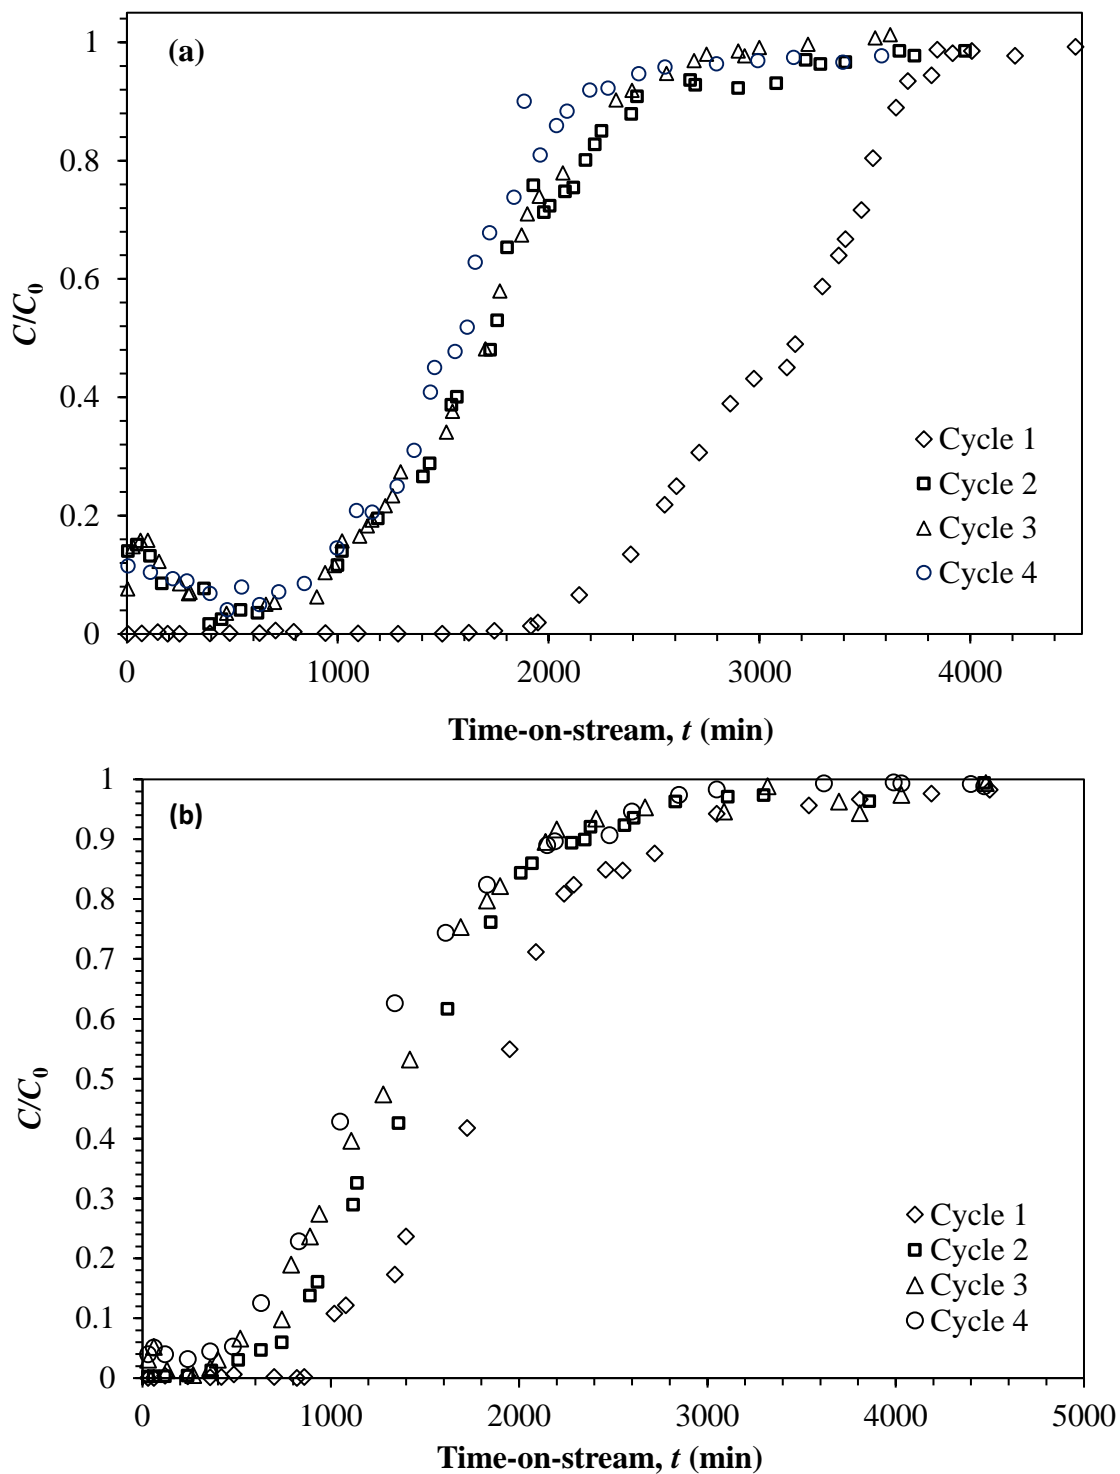 (a)
1
0.8
0.6
0.4
0.2
0
C/C0
Cycle 1
Cycle 2
Cycle 3
Cycle 4
0 1000 2000 3000 4000
Time-on-stream, t (min)
(b)
1
0.9
0.8
0.7
0.6
0.5
0.4
0.3
0.2
0.1
0
C/C0
Cycle 1
Cycle 2
Cycle 3
Cycle 4
0 1000 2000 3000 4000 5000
Time-on-stream, t (min)